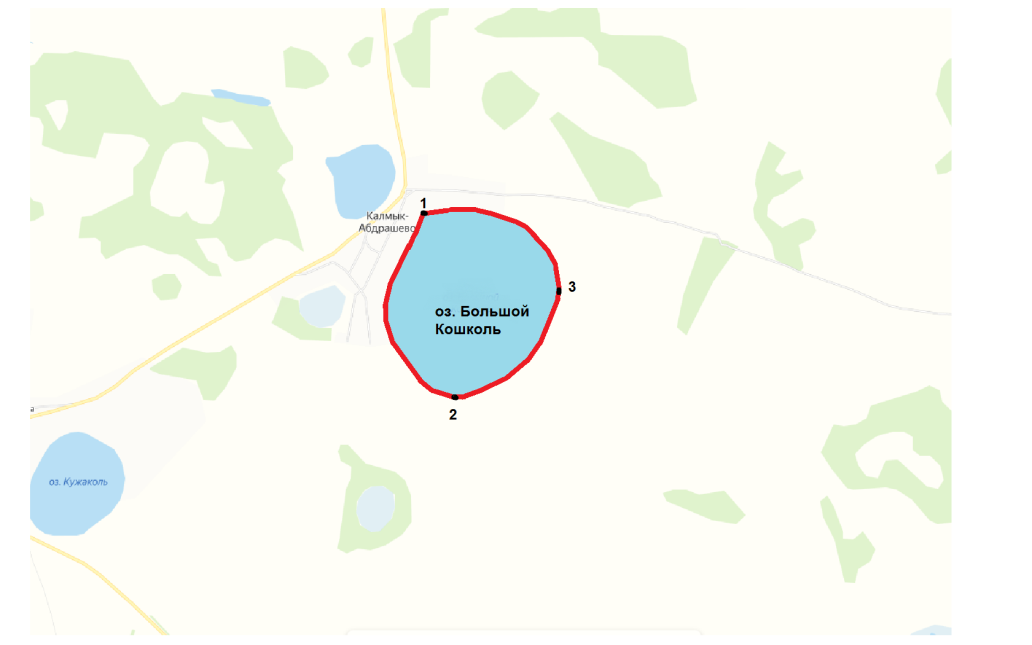 1
Калмык-
Абдрашево
3
оз. Большой
Кошколь
2
а
оз. Кужаколь